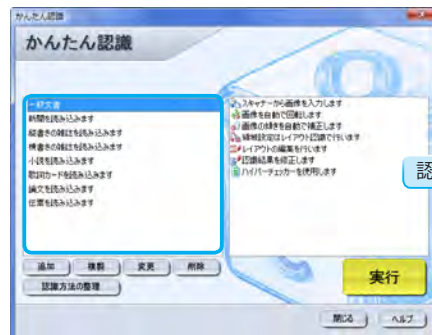 かんたん認識
かんたん認識
一般文書
新聞を読み込みます
縦書きの雑誌を読み込みます
横書きの雑誌を読み込みます
小説を読み込みます
歌詞カードを読み込みます
論文を読み込みます
伝票を読み込みます
スキャナーから画像を入力します
画像を自動で回転します
画像の傾きを自動で補正します
領域設定はレイアウト認識で行います
レイアウトの編集を行います
認識結果を修正します
ハイパーチェッカーを使用します
認
追加
複製
変更
削除
認識方法の整理
実行
閉じる
ヘルプ